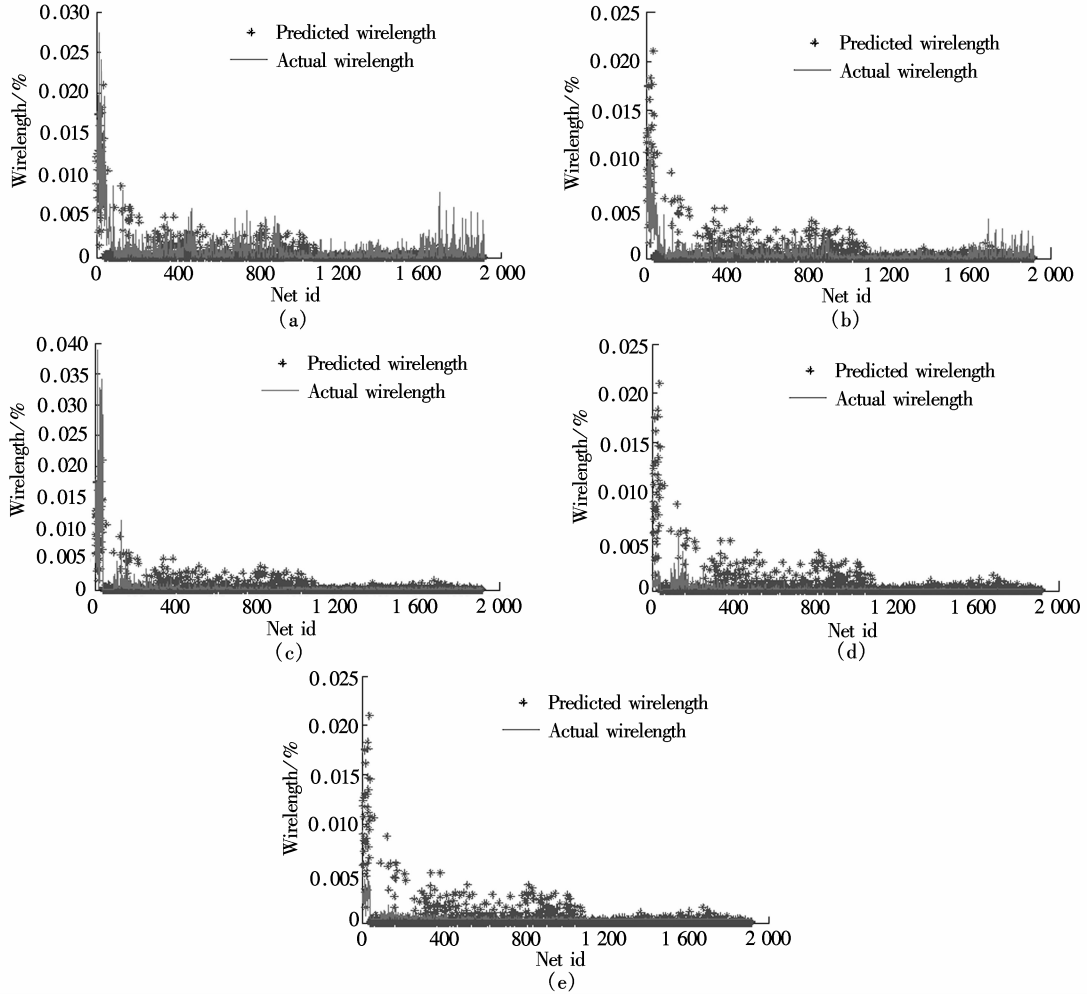 0.030
0.030
0.020
0.015
0.010
0.005
0
Wirelength/%
Predicted wirelength
Actual wirelength
0 400 800 1 200 1 600 2 000
Net id
(a)
0.025
0.020
0.015
0.010
0.005
0
Wirelength/%
Predicted wirelength
Actual wirelength
0 400 800 1 200 1 600 2 000
Net id
(b)
0.040
0.040
0.030
0.025
0.020
0.015
0.010
0.005
0
Wirelength/%
Predicted wirelength
Actual wirelength
0 400 800 1 200 1 600 2 000
Net id
(c)
0.025
0.020
0.015
0.010
0.005
0
Wirelength/%
Predicted wirelength
Actual wirelength
0 400 800 1 200 1 600 2 000
Net id
(d)
0.025
0.020
0.015
0.010
0.005
0
Wirelength/%
Predicted wirelength
Actual wirelength
0 400 800 1 200 1 600 2 000
Net id
(e)